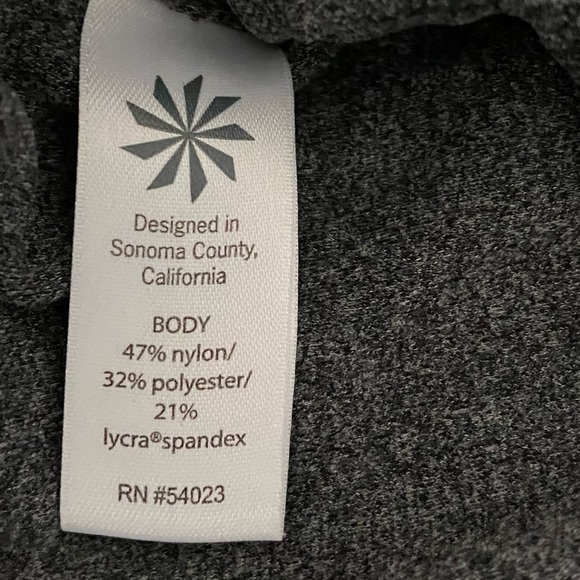 Designed in
Sonoma County,
California
BODY
47% nylon/
32% polyester/
21%
lycra®spandex
RN #54023